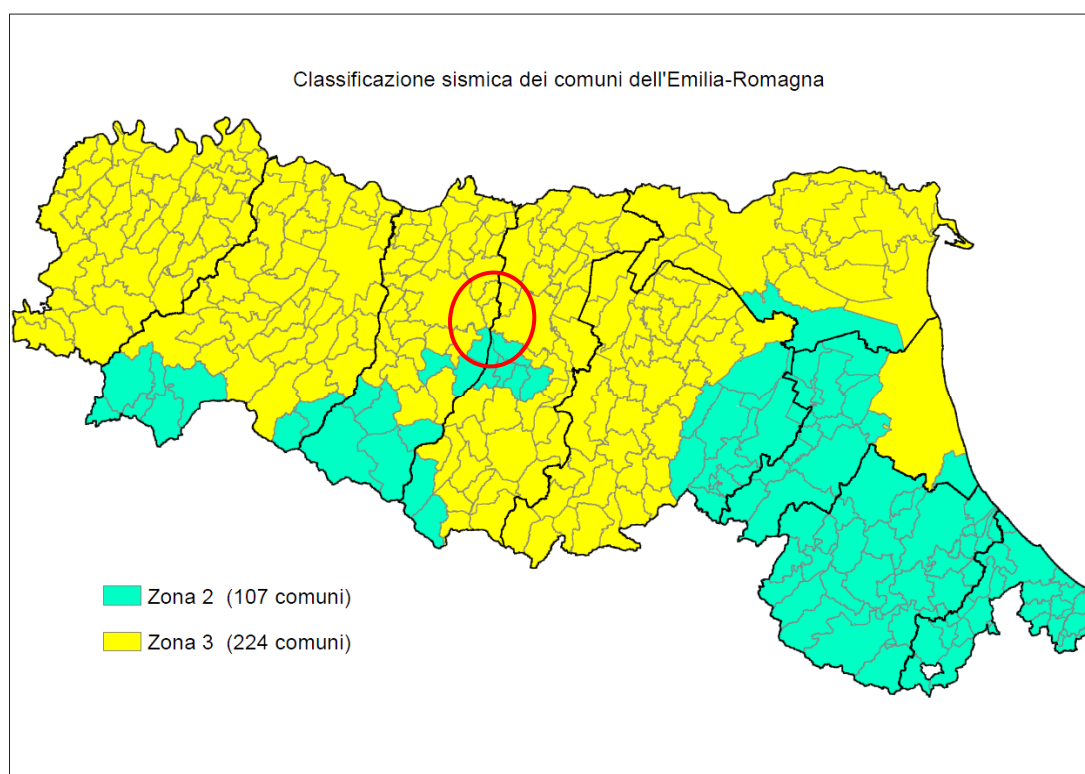 Classificazione sismica dei comuni dell'Emilia-Romagna
Zona 2 (107 comuni)
Zona 3 (224 comuni)